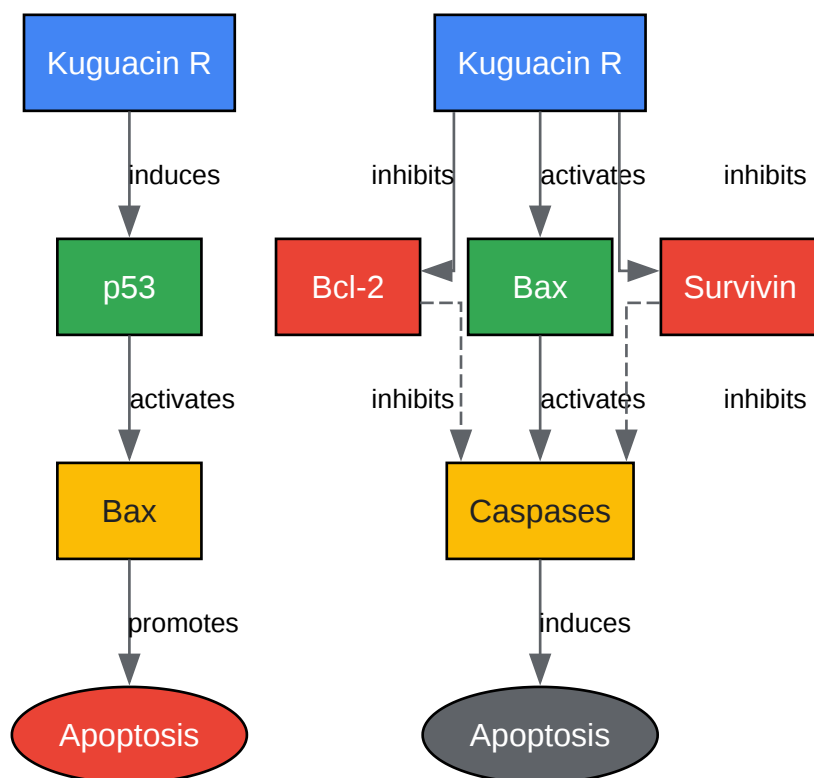 Kuguacin R
induces
p53
activates
Bax
promotes
Apoptosis
Kuguacin R
inhibits
activates
inhibits
Bcl-2
Bax
Survivin
inhibits
activates
inhibits
Caspases
induces
Apoptosis